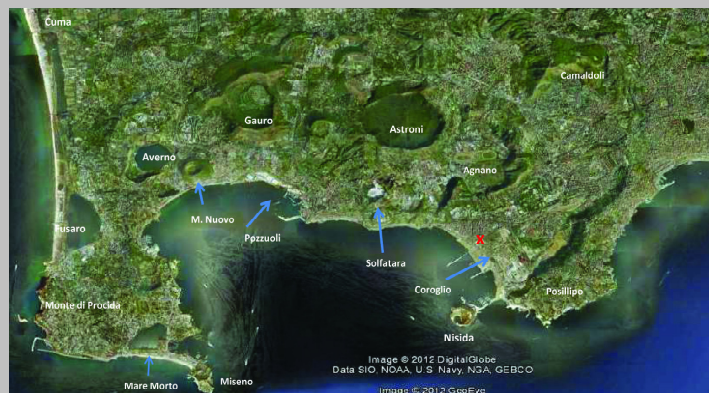 Cuma
Camaldoli
Gauro
Astroni
Averno
Agnano
M. Nuovo
Fusaro
Pozzuoli
X
Solfatara
Coroglio
Posillipo
Monte di Procida
Nisida
Image © 2012 DigitalGlobe
Data SIO, NOAA, U.S. Navy, NGA, GEBCO
Miseno
Mare Morto
Image © 2012 GeoEye